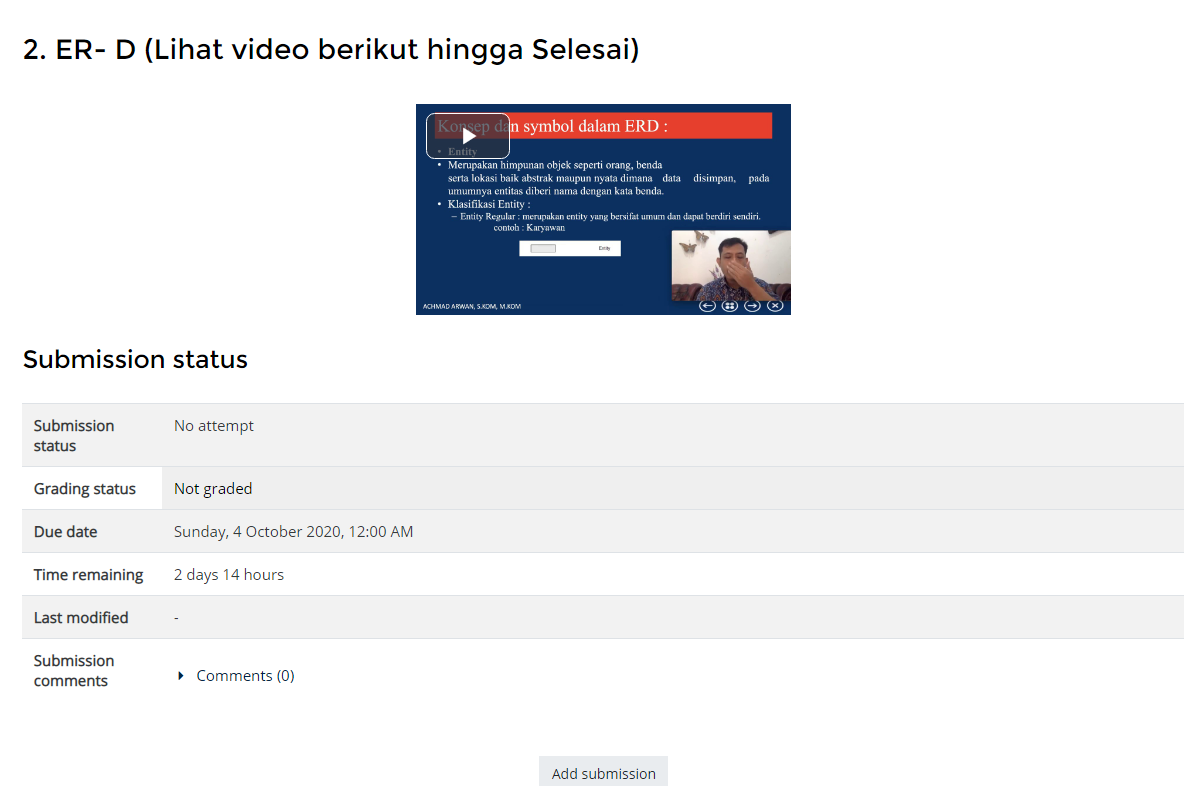 2. ER- D (Lihat video berikut hingga Selesai)
Konsep dan symbol dalam ERD :
• Entity
• Merupakan himpunan objek seperti orang, benda
serta lokasi baik abstrak maupun nyata dimana data disimpan, pada
umumnya entitas diberi nama dengan kata benda.
• Klasifikasi Entity :
– Entity Regular : merupakan entity yang bersifat umum dan dapat berdiri sendiri.
contoh : Karyawan
Entity
ACHMAD ARWAN, S.KOM, M.KOM
Submission status
Submission status No attempt
Grading status Not graded
Due date Sunday, 4 October 2020, 12:00 AM
Time remaining 2 days 14 hours
Last modified -
Submission comments Comments (0)
Add submission